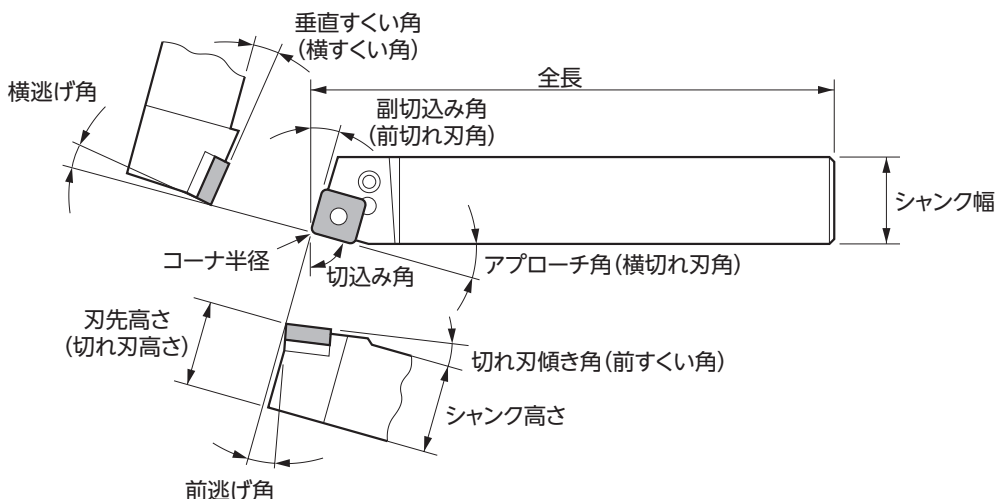 垂直すくい角
(横すくい角)
横逃げ角
全長
副切込み角
(前切れ刃角)
シャンク幅
コーナ半径
切込み角
アプローチ角(横切れ刃角)
刃先高さ
(切れ刃高さ)
切れ刃傾き角(前すくい角)
シャンク高さ
前逃げ角